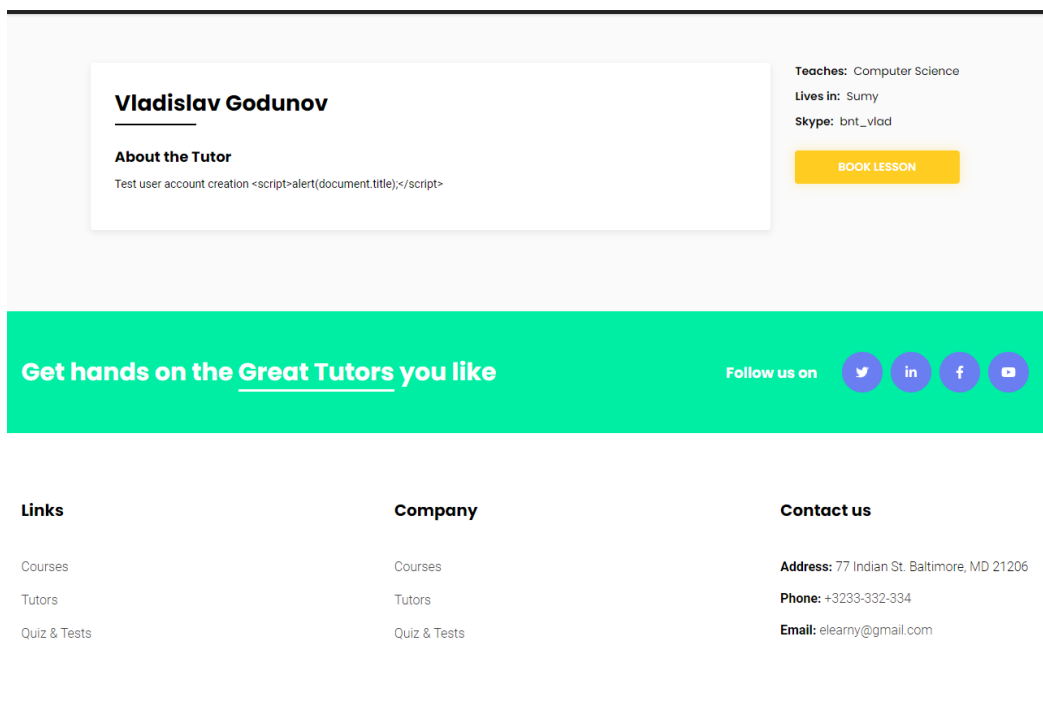 Vladislav Godunov
About the Tutor
Test user account creation <script>alert(document.title);</script>
Teaches: Computer Science
Lives in: Sumy
Skype: bnt_vlad
BOOK LESSON
Get hands on the Great Tutors you like
Follow us on
Links
Courses
Tutors
Quiz & Tests
Company
Courses
Tutors
Quiz & Tests
Contact us
Address: 77 Indian St. Baltimore, MD 21206
Phone: +3233-332-334
Email: elearny@gmail.com